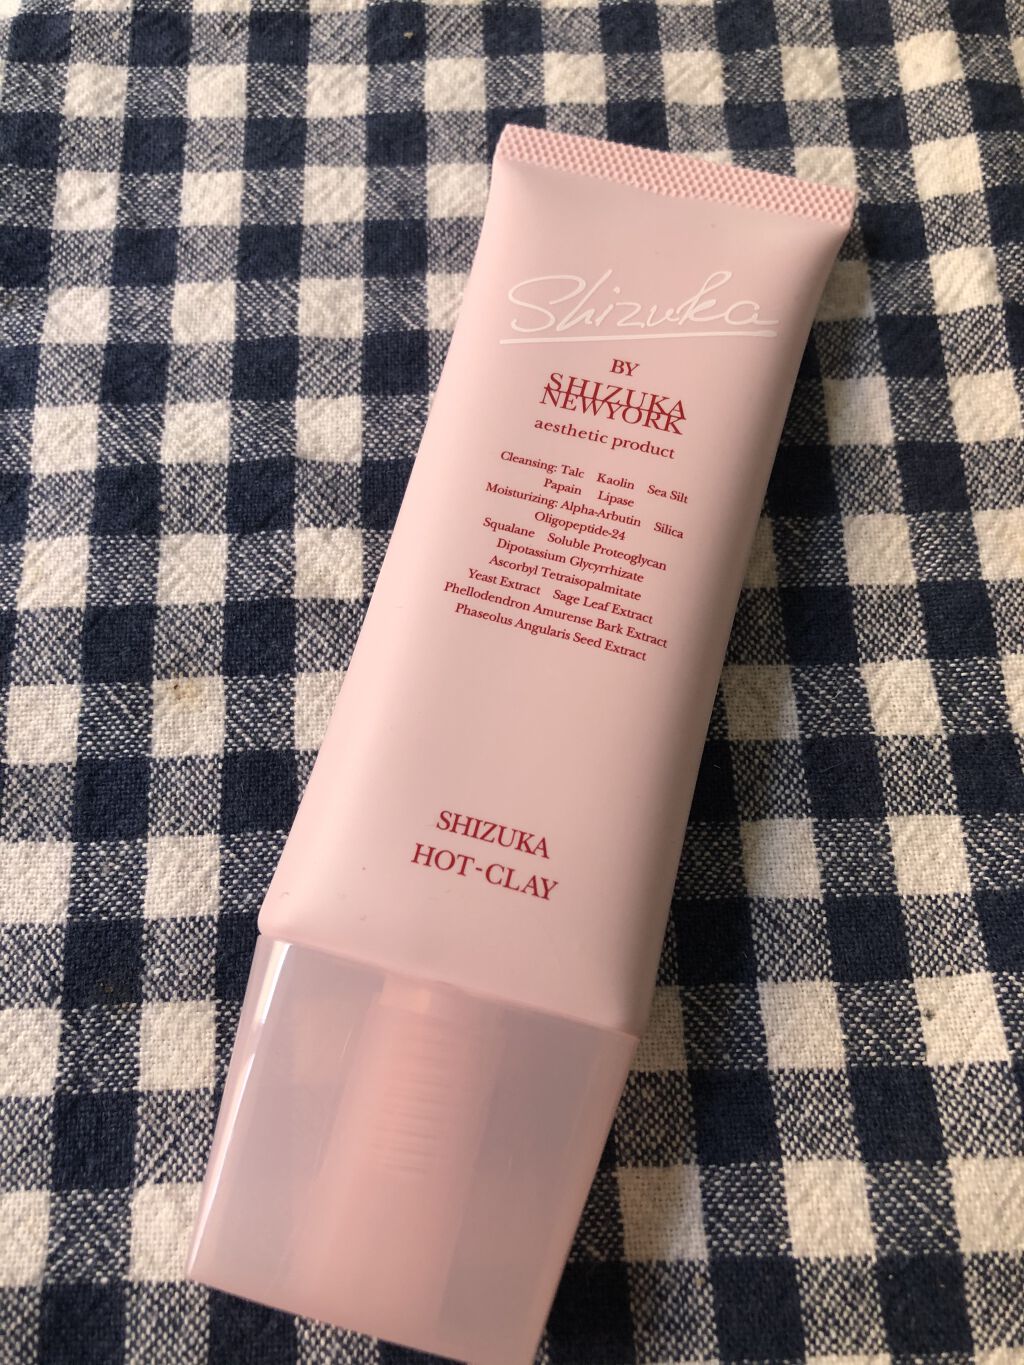 Shizuka
BY
SHIZUKA
NEWYORK
aesthetic product
Cleansing: Talc Kaolin Sea Silt
Papain Lipase
Moisturizing: Alpha-Arbutin Silica
Oligopeptide-24
Squalane Soluble Proteoglycan
Dipotassium Glycyrrhizate
Ascorbyl Tetraisopalmitate
Yeast Extract Sage Leaf Extract
Phellodendron Amurense Bark Extract
Phaseolus Angularis Seed Extract
SHIZUKA
HOT-CLAY